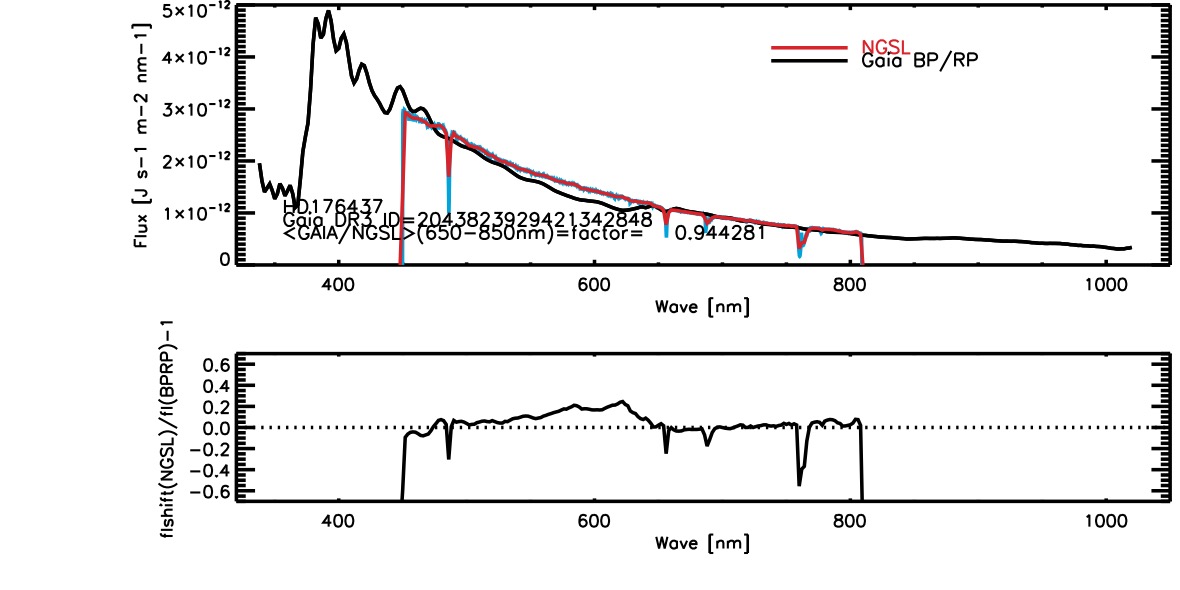 5×10−12
4×10−12
3×10−12
2×10−12
1×10−12
0
Flux [J s−1 m−2 nm−1]
NGSL
Gaia BP/RP
HD176437
Gaia DR3 ID=2043823929421342848
<GAIA/NGSL>(650−850nm)=factor= 0.944281
400 600 800 1000
Wave [nm]
0.6
0.4
0.2
0.0
−0.2
−0.4
−0.6
flshift(NGSL)/fl(BPRP)−1
400 600 800 1000
Wave [nm]